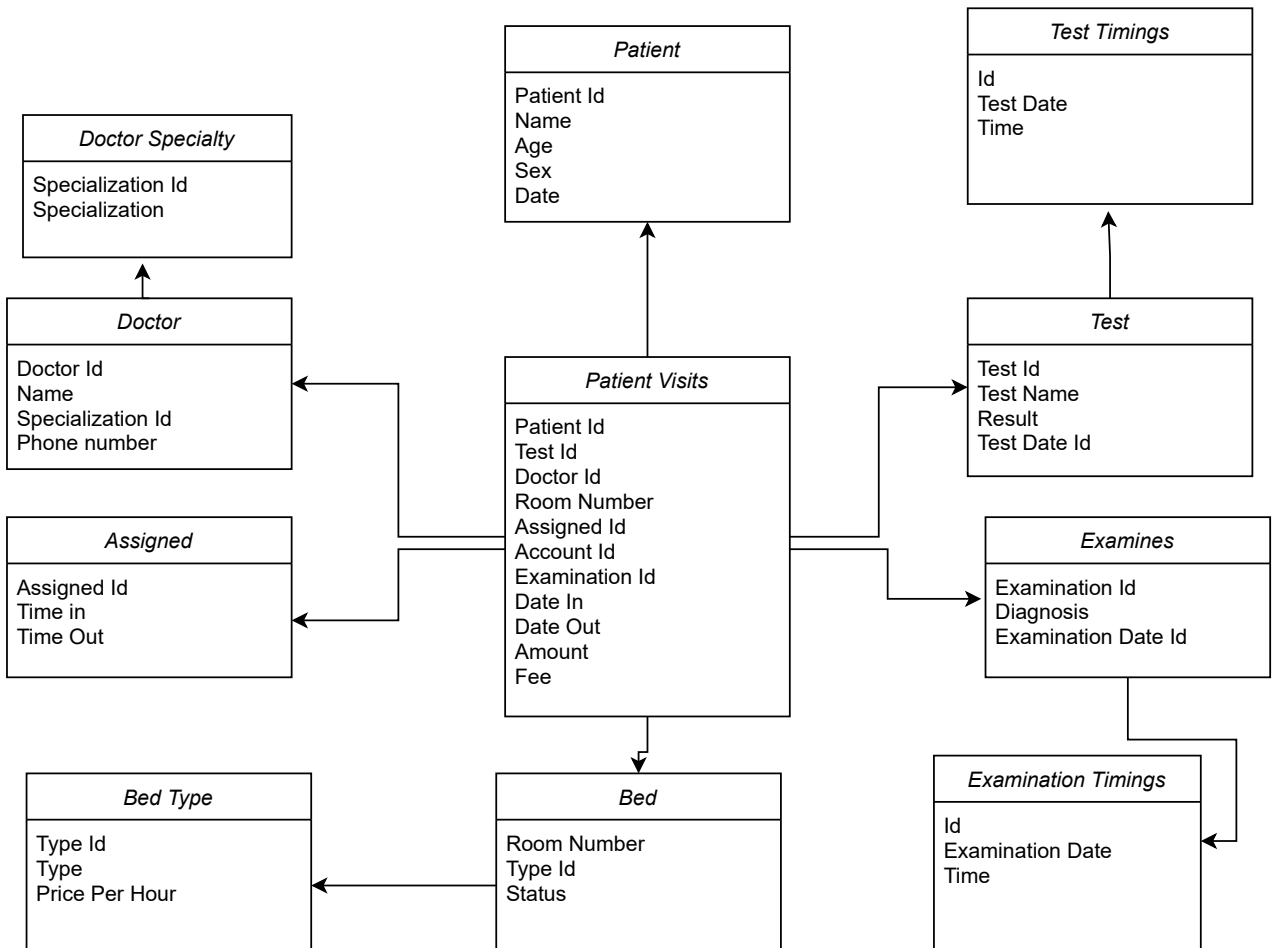 Patient
Patient Id
Name
Age
Sex
Date
Test Timings
Id
Test Date
Time
Doctor Specialty
Specialization Id
Specialization
Doctor
Doctor Id
Name
Specialization Id
Phone number
Patient Visits
Patient Id
Test Id
Doctor Id
Room Number
Assigned Id
Account Id
Examination Id
Date In
Date Out
Amount
Fee
Test
Test Id
Test Name
Result
Test Date Id
Assigned
Assigned Id
Time in
Time Out
Examines
Examination Id
Diagnosis
Examination Date Id
Bed Type
Type Id
Type
Price Per Hour
Bed
Room Number
Type Id
Status
Examination Timings
Id
Examination Date
Time